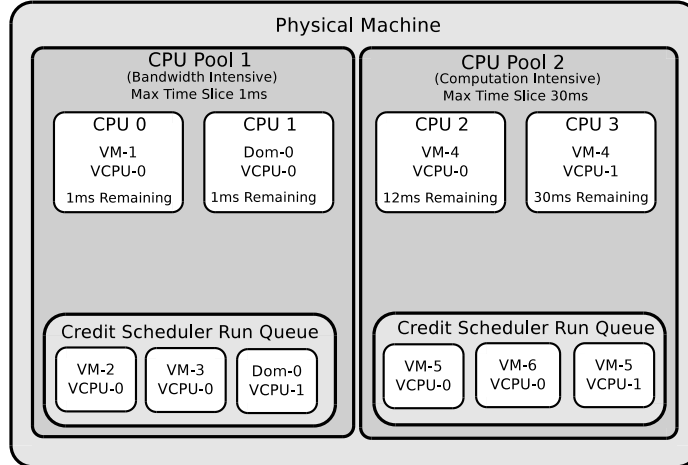 Physical Machine
CPU Pool 1
(Bandwidth Intensive)
Max Time Slice 1ms
CPU 0
VM-1
VCPU-0
1ms Remaining
CPU 1
Dom-0
VCPU-0
1ms Remaining
Credit Scheduler Run Queue
VM-2
VCPU-0
VM-3
VCPU-0
Dom-0
VCPU-1
CPU Pool 2
(Computation Intensive)
Max Time Slice 30ms
CPU 2
VM-4
VCPU-0
12ms Remaining
CPU 3
VM-4
VCPU-1
30ms Remaining
Credit Scheduler Run Queue
VM-5
VCPU-0
VM-6
VCPU-0
VM-5
VCPU-1